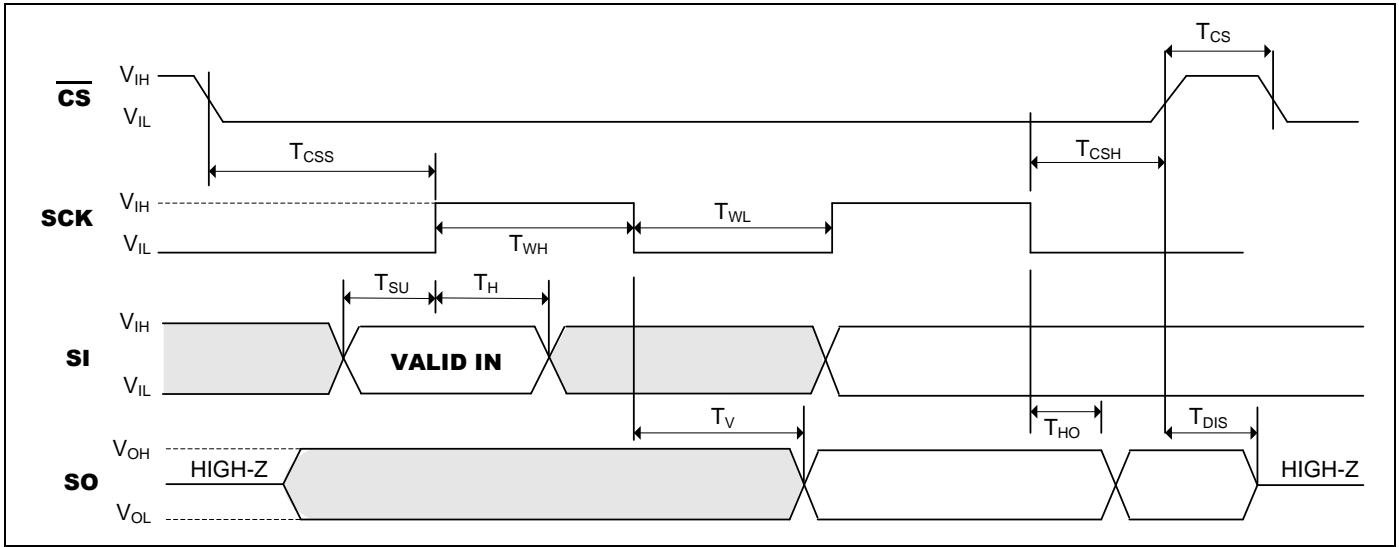 T_CS
V_IH
CS
V_IL
T_CSS
T_CSH
V_IH
SCK
T_WL
V_IL
T_WH
T_SU
T_H
V_IH
SI
VALID IN
V_IL
T_V
T_HO
T_DIS
V_OH
HIGH-Z
HIGH-Z
SO
V_OL